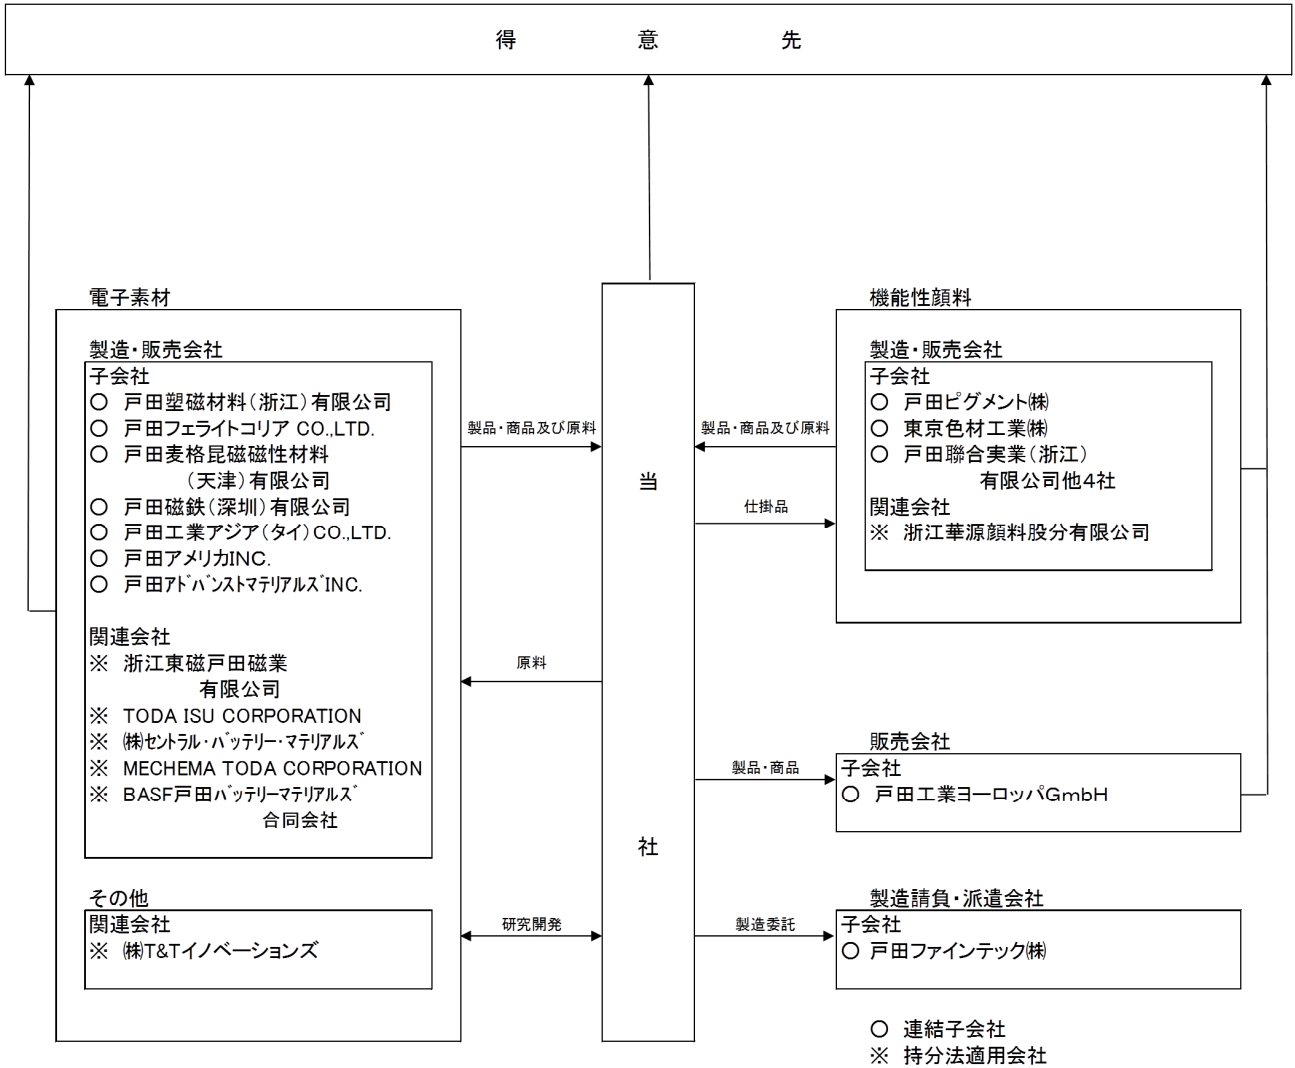 得意先
電子素材
製造・販売会社
子会社
○ 戸田塑磁材料（浙江）有限公司
○ 戸田フェライトコリア CO.,LTD.
○ 戸田麦格昆磁磁性材料
（天津）有限公司
○ 戸田磁鉄（深圳）有限公司
○ 戸田工業アジア（タイ）CO.,LTD.
○ 戸田アメリカINC.
○ 戸田ｱﾄﾞﾊﾞﾝｽﾄﾏﾃﾘｱﾙｽﾞINC.
関連会社
※ 浙江東磁戸田磁業
有限公司
※ TODA ISU CORPORATION
※ ㈱ｾﾝﾄﾗﾙ・ﾊﾞｯﾃﾘｰ・ﾏﾃﾘｱﾙｽﾞ
※ MECHEMA TODA CORPORATION
※ BASF戸田ﾊﾞｯﾃﾘｰﾏﾃﾘｱﾙｽﾞ
合同会社
その他
関連会社
※ ㈱T&Tイノベーションズ
製品・商品及び原料
原料
研究開発
当社
製品・商品及び原料
仕掛品
製品・商品
製造委託
機能性顔料
製造・販売会社
子会社
○ 戸田ピグメント㈱
○ 東京色材工業㈱
○ 戸田聯合実業（浙江）
有限公司他4社
関連会社
※ 浙江華源顔料股分有限公司
販売会社
子会社
○ 戸田工業ヨーロッパGmbH
製造請負・派遣会社
子会社
○ 戸田ファインテック㈱
○ 連結子会社
※ 持分法適用会社